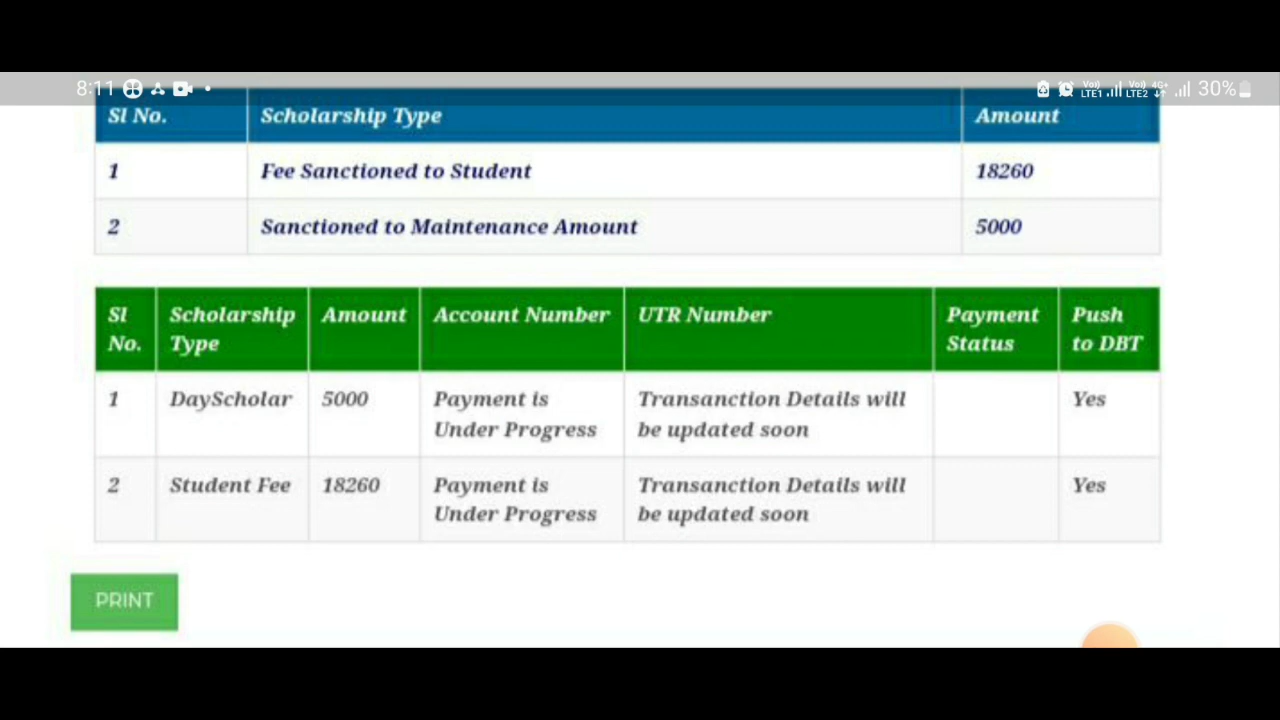 8:11 LTE1 LTE2 4G+ 30%
Sl No. Scholarship Type Amount
1 Fee Sanctioned to Student 18260
2 Sanctioned to Maintenance Amount 5000
Sl Scholarship Amount Account Number UTR Number Payment Push
No. Type Status to DBT
1 DayScholar 5000 Payment is Transanction Details will Yes
Under Progress be updated soon
2 Student Fee 18260 Payment is Transanction Details will Yes
Under Progress be updated soon
PRINT